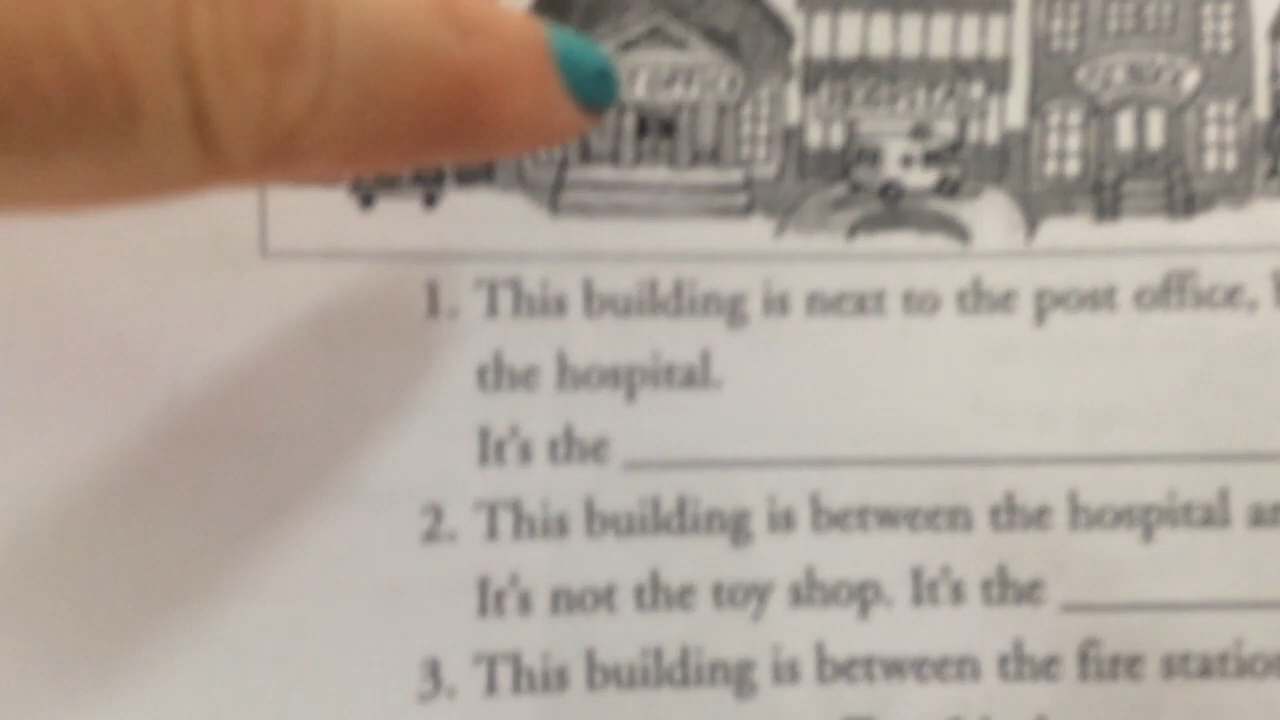 1. This building is next to the post office,
the hospital.
It's the
2. This building is between the hospital
It's not the toy shop. It's the
3. This building is between the fire